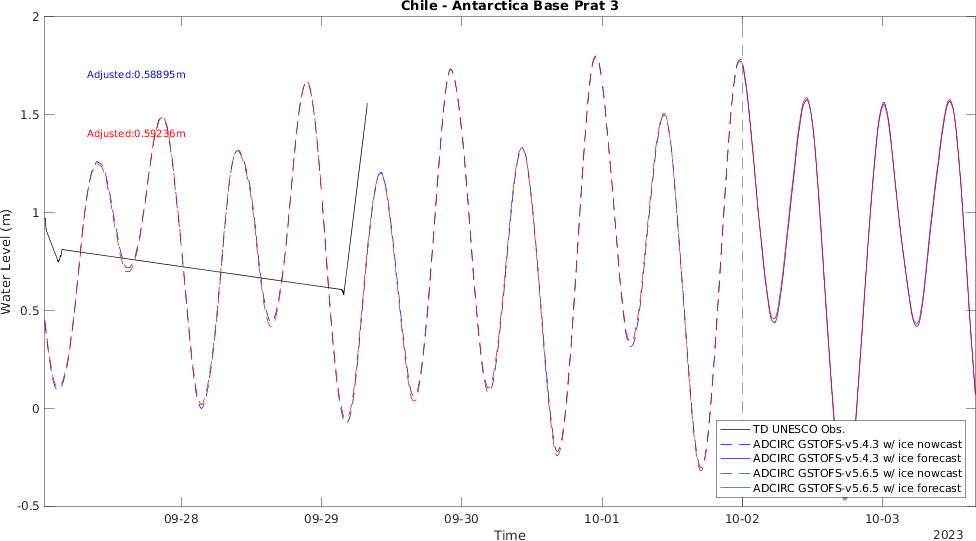 Chile - Antarctica Base Prat 3
Adjusted:0.58895m
Adjusted:0.59236m
Water Level (m)
2
1.5
1
0.5
0
-0.5
TD UNESCO Obs.
ADCIRC GSTOFS-v5.4.3 w/ ice nowcast
ADCIRC GSTOFS-v5.4.3 w/ ice forecast
ADCIRC GSTOFS-v5.6.5 w/ ice nowcast
ADCIRC GSTOFS-v5.6.5 w/ ice forecast
09-28 09-29 09-30 10-01 10-02 10-03
Time
2023